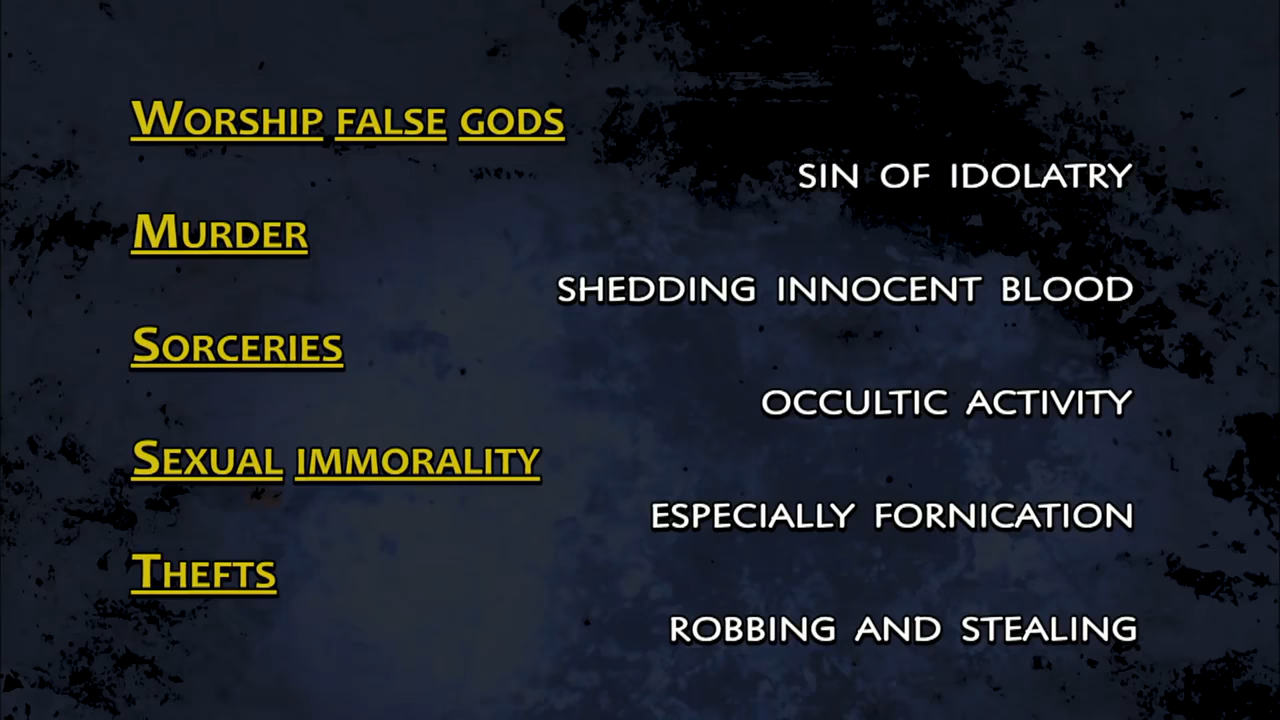 Worship false gods
SIN OF IDOLATRY
Murder
SHEDDING INNOCENT BLOOD
Sorceries
OCCULTIC ACTIVITY
Sexual immorality
ESPECIALLY FORNICATION
Thefts
ROBBING AND STEALING